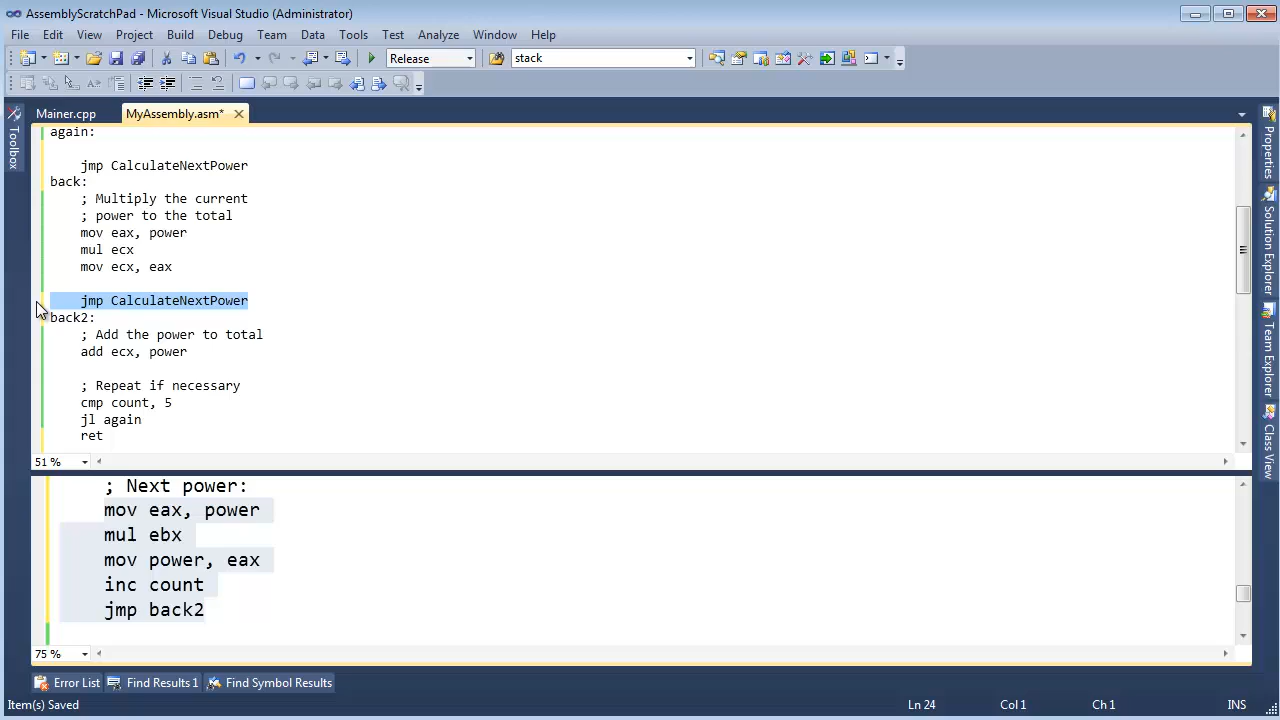 AssemblyScratchPad - Microsoft Visual Studio (Administrator)
File Edit View Project Build Debug Team Data Tools Test Analyze Window Help
Release stack
Mainer.cpp MyAssembly.asm*
Toolbox
again:
jmp CalculateNextPower
back:
; Multiply the current
; power to the total
mov eax, power
mul ecx
mov ecx, eax
jmp CalculateNextPower
back2:
; Add the power to total
add ecx, power
; Repeat if necessary
cmp count, 5
jl again
ret
51 %
; Next power:
mov eax, power
mul ebx
mov power, eax
inc count
jmp back2
75 %
Properties
Solution Explorer
Team Explorer
Class View
Error List Find Results 1 Find Symbol Results
Item(s) Saved Ln 24 Col 1 Ch 1 INS